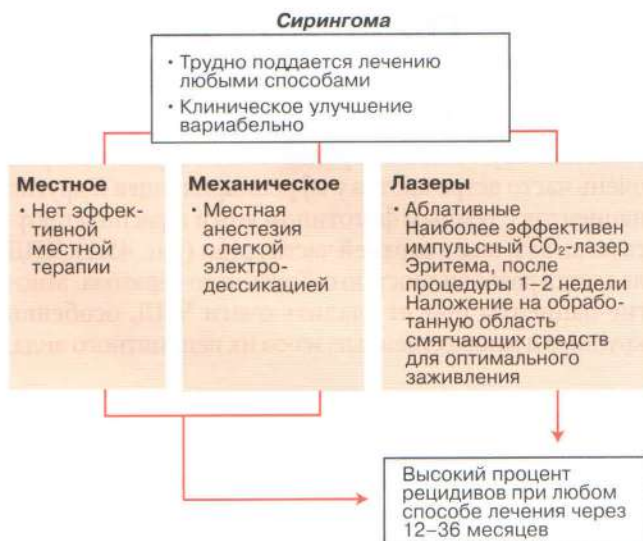 Сирингома
• Трудно поддается лечению
любыми способами
• Клиническое улучшение
вариабельно
Местное
• Нет эффек-
тивной
местной
терапии
Механическое
• Местная
анестезия
с легкой
электро-
дессикацией
Лазеры
• Аблативные
Наиболее эффективен
импульсный CO₂-лазер
Эритема, после
процедуры 1–2 недели
Наложение на обрабо-
танную область
смягчающих средств
для оптимального
заживления
Высокий процент
рецидивов при любом
способе лечения через
12–36 месяцев